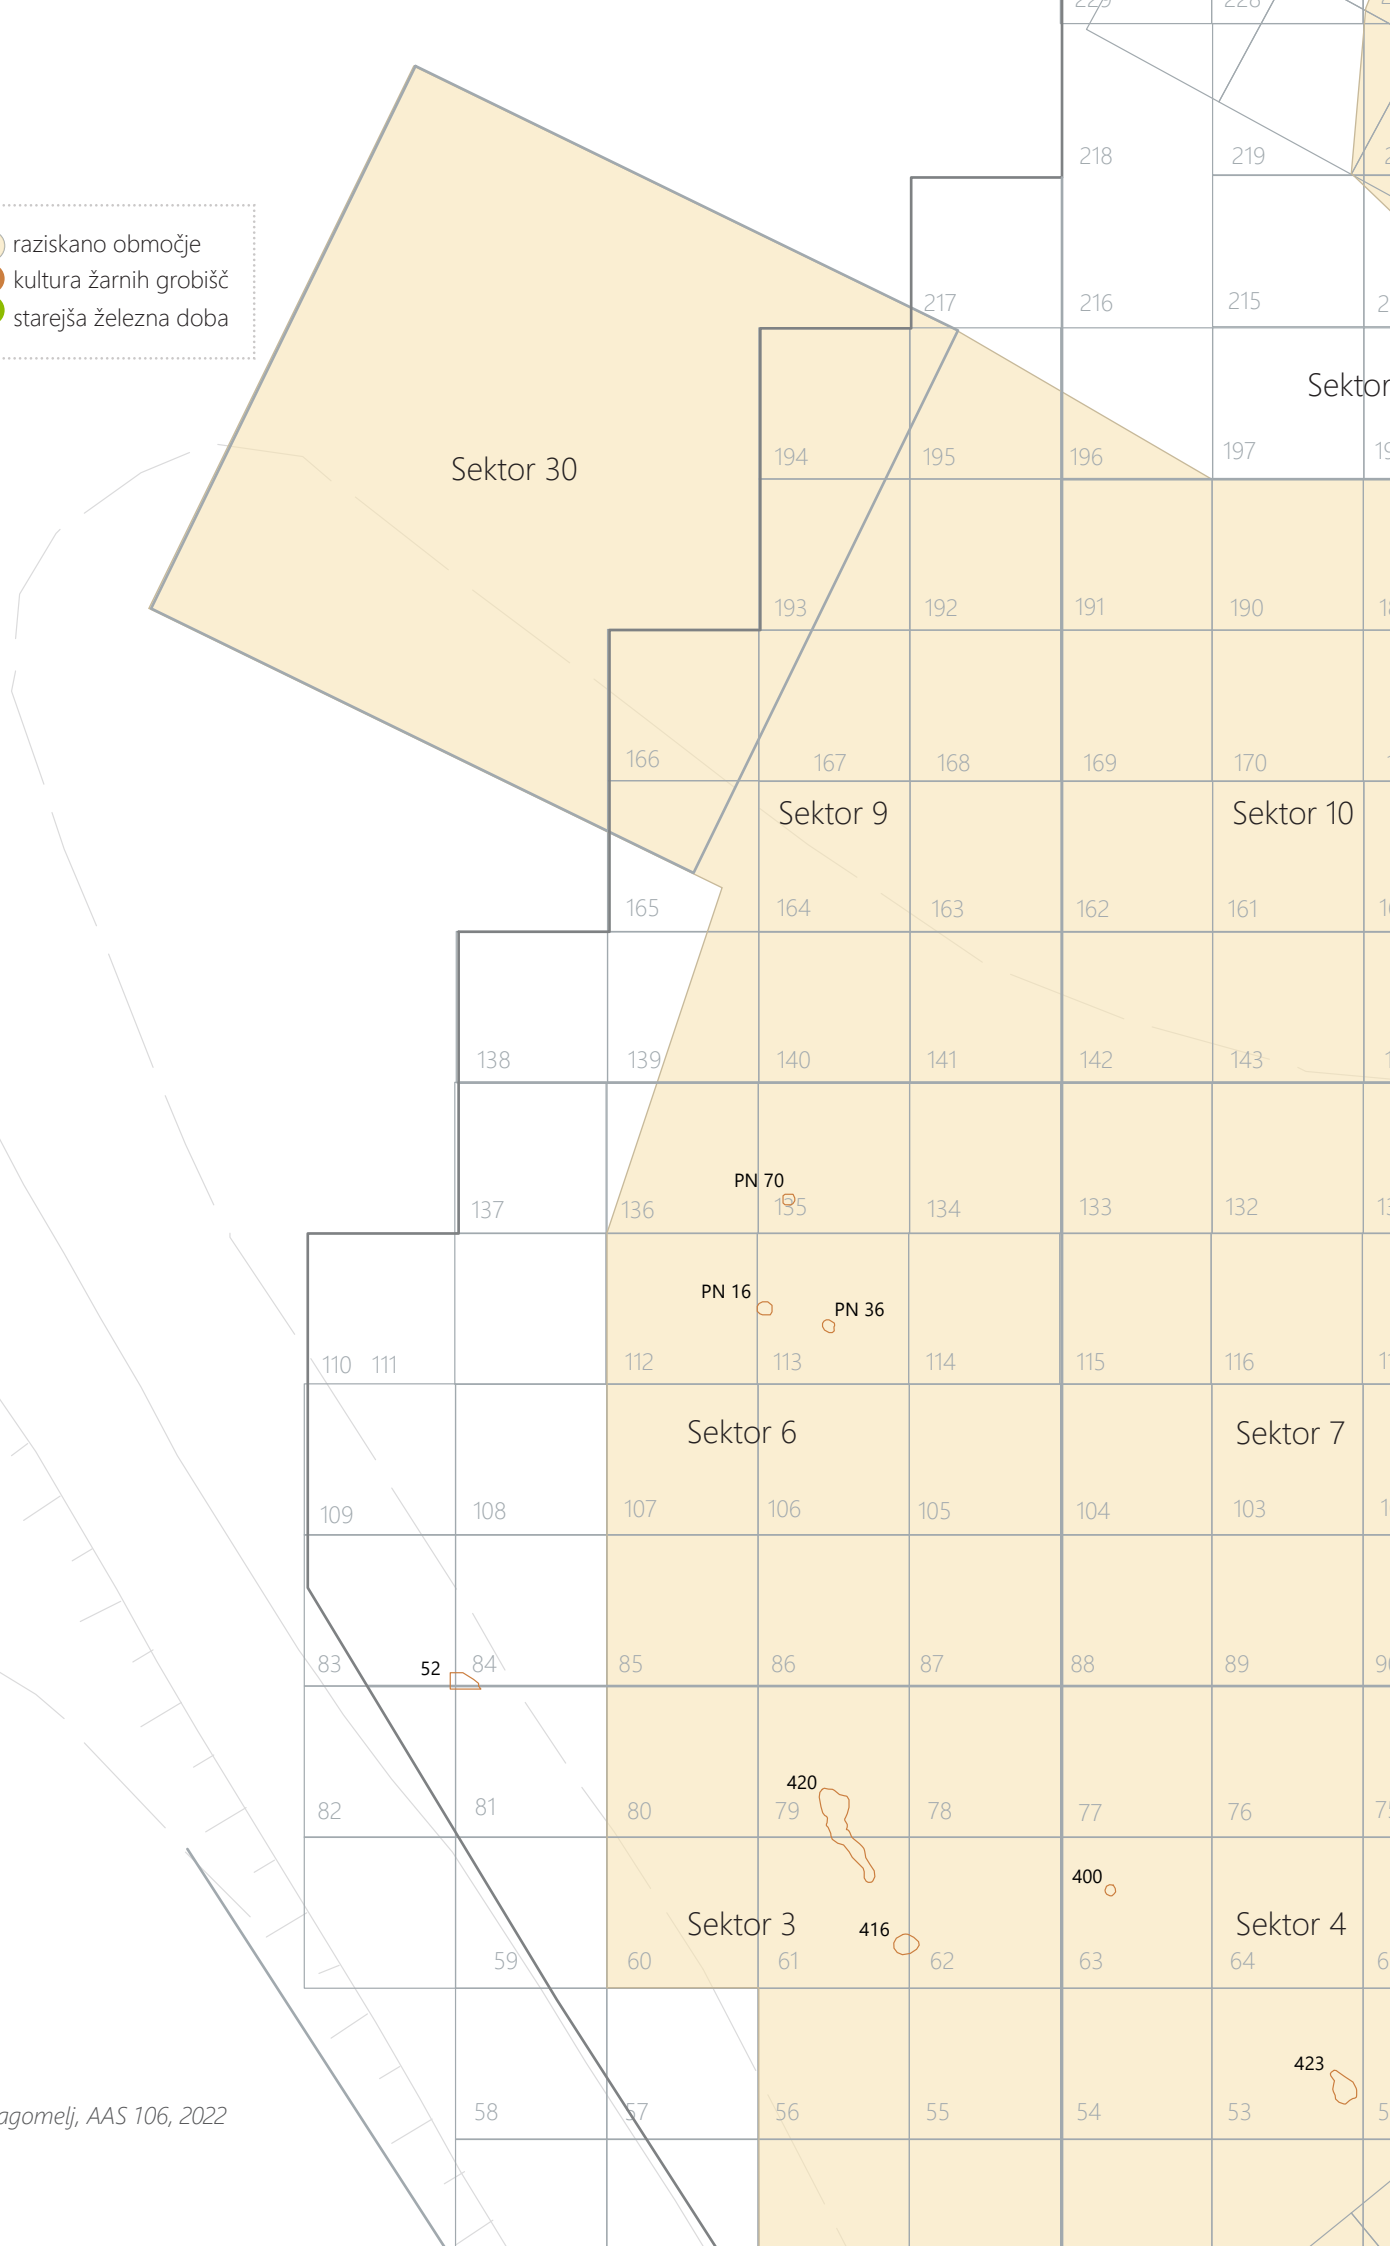 229 228
218 219
raziskano območje
kultura žarnih grobišč
starejša železna doba
217 216 215
Sektor
194 195 196 197
Sektor 30
193 192 191 190
166 167 168 169 170
Sektor 9 Sektor 10
165 164 163 162 161
138 139 140 141 142 143
PN 70
137 136 135 134 133 132
PN 16 PN 36
110 111 112 113 114 115 116
Sektor 6 Sektor 7
109 108 107 106 105 104 103
83 52 84 85 86 87 88 89
420
82 81 80 79 78 77 76
400
Sektor 3 416 Sektor 4
59 60 61 62 63 64
423
58 57 56 55 54 53
AAS 106, 2022